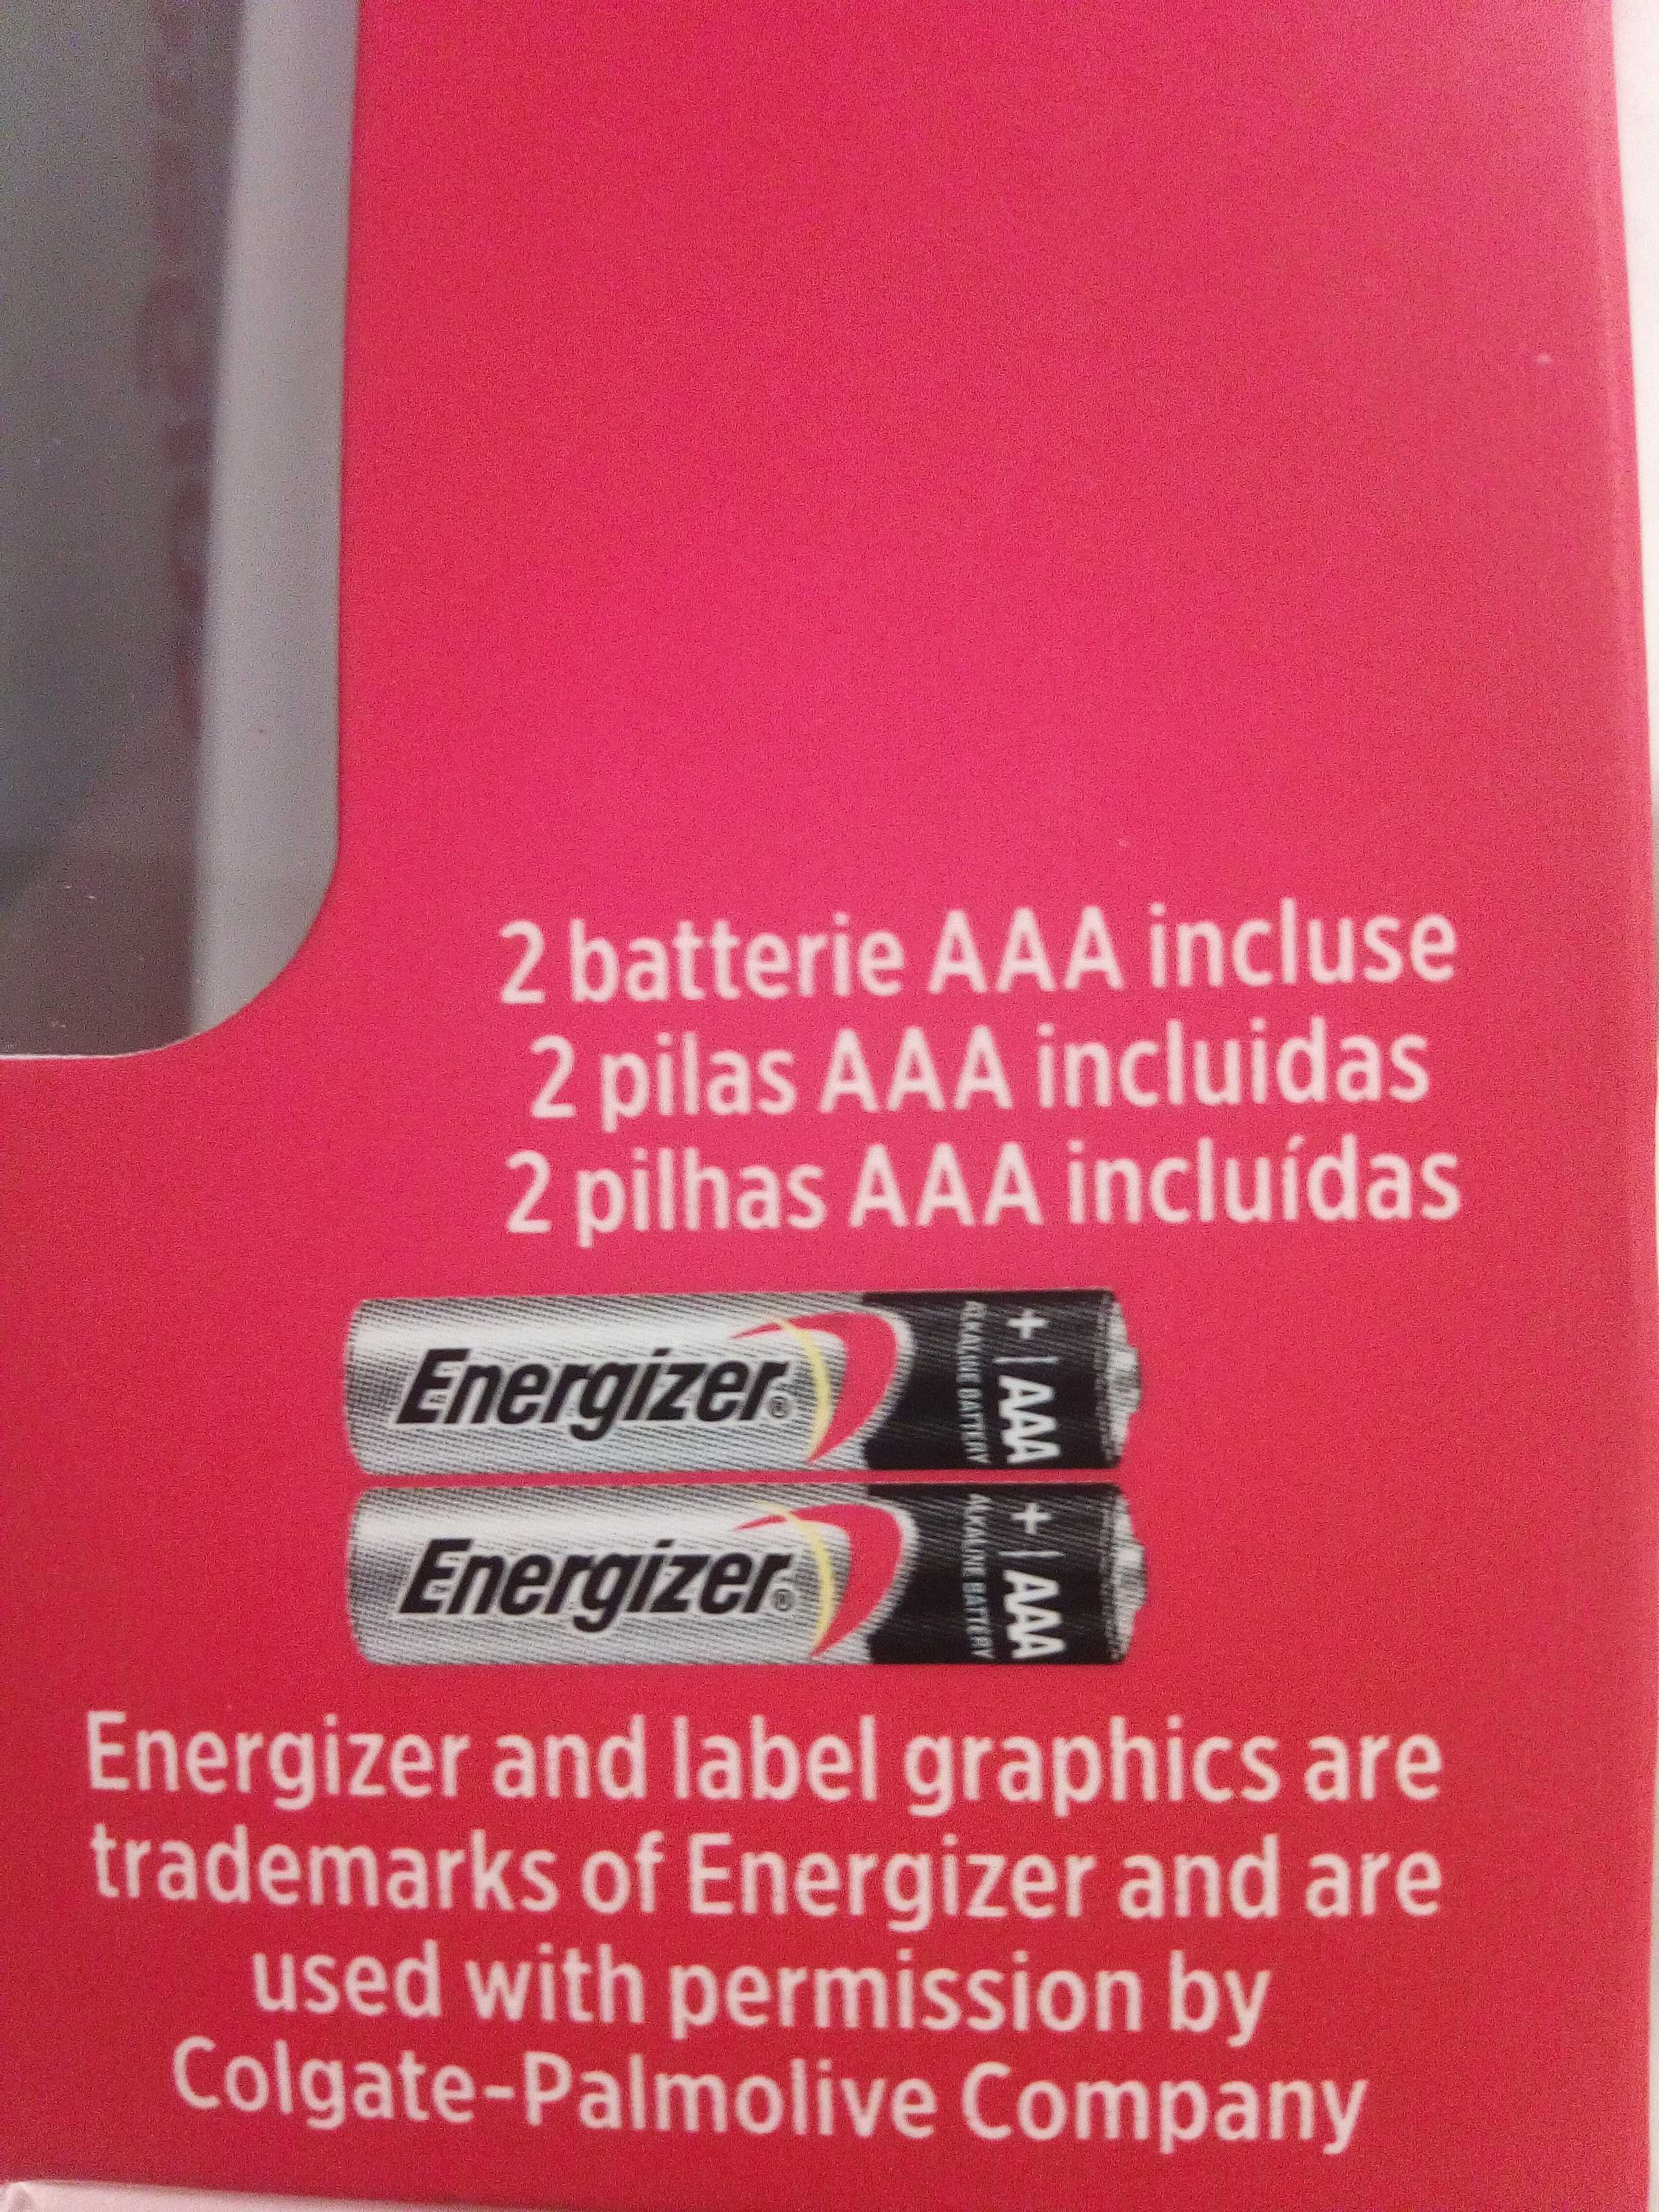 2 batterie AAA incluse
2 pilas AAA incluidas
2 pilhas AAA incluídas
Energizer®
+ | AAA
ALKALINE BATTERY
Energizer®
+ | AAA
ALKALINE BATTERY
Energizer and label graphics are
trademarks of Energizer and are
used with permission by
Colgate-Palmolive Company